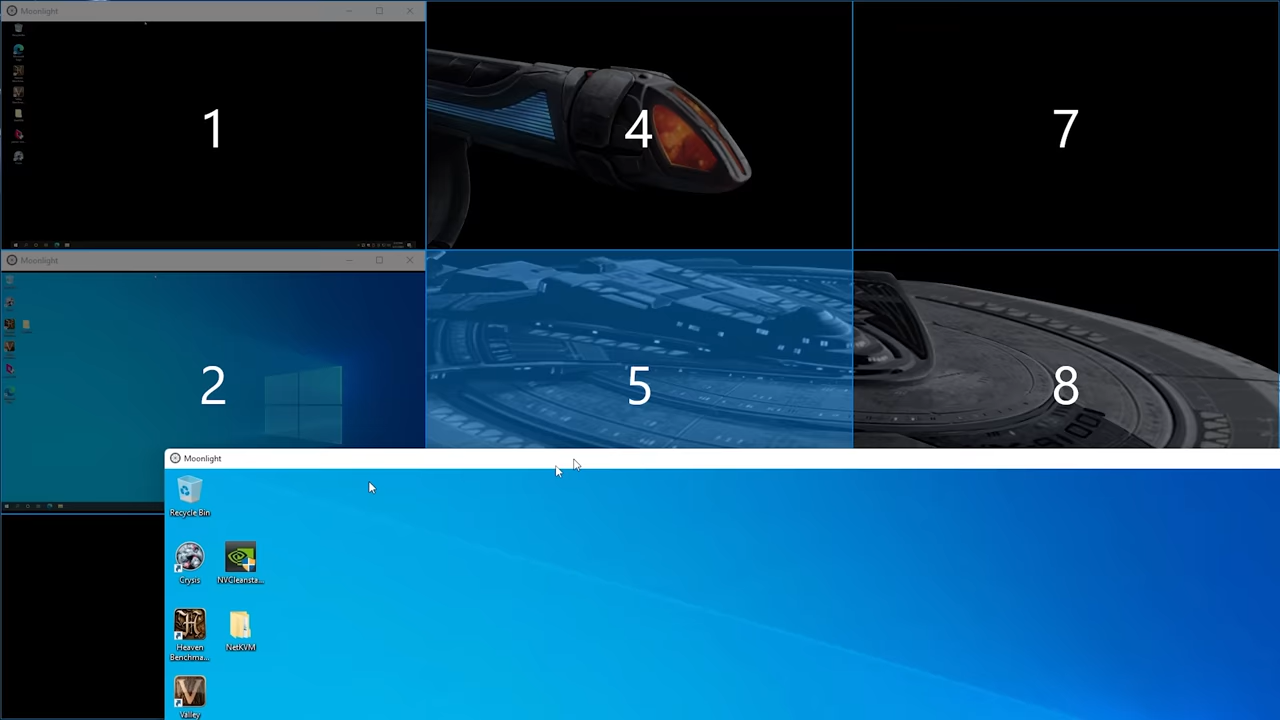 Moonlight
1
4
7
Moonlight
2
5
8
Moonlight
Recycle Bin
Crysis
NVCleansta...
Heaven
Benchma...
NetKVM
Valley